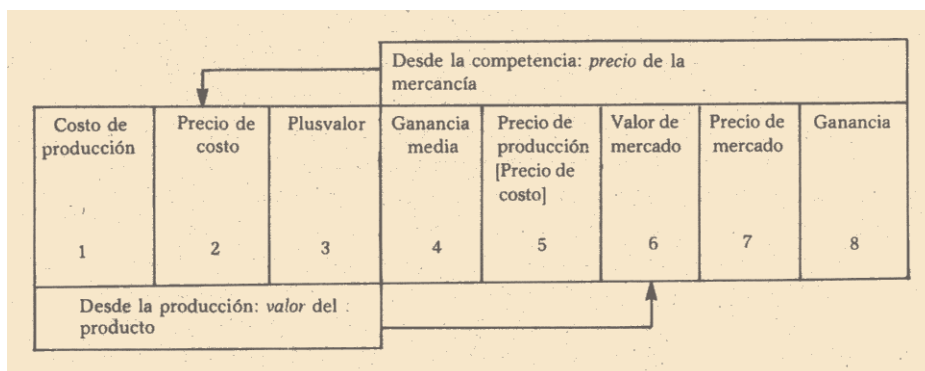 Desde la competencia: precio de la
mercancía
Costo de
producción
1
Precio de
costo
2
Plusvalor
3
Ganancia
media
4
Precio de
producción
[Precio de
costo]
5
Valor de
mercado
6
Precio de
mercado
7
Ganancia
8
Desde la producción: valor del
producto